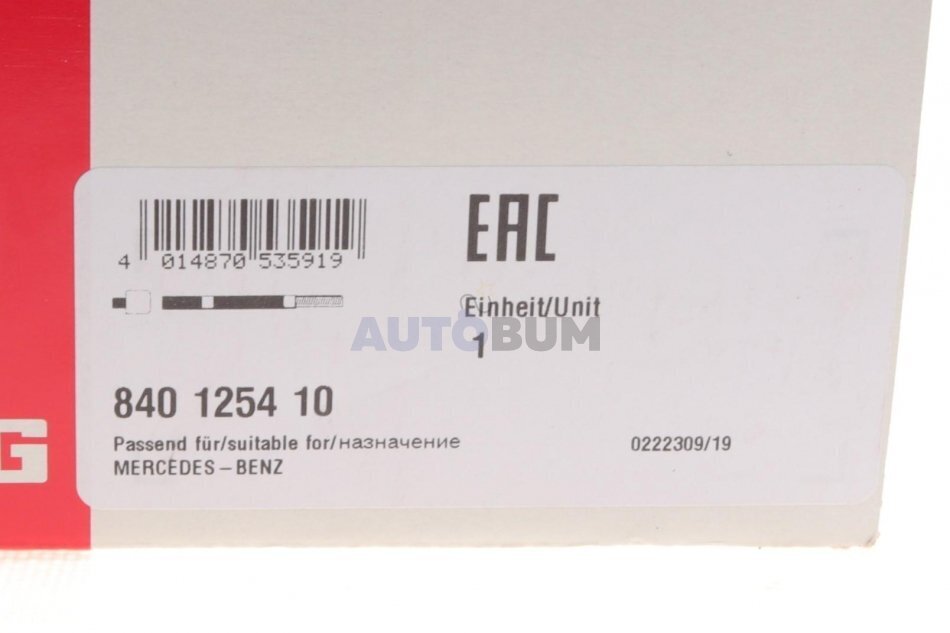 4 014870 535919
EAC
Einheit/Unit
AUTOBUM
1
840 1254 10
Passend für/suitable for/назначение
0222309/19
MERCEDES-BENZ
G